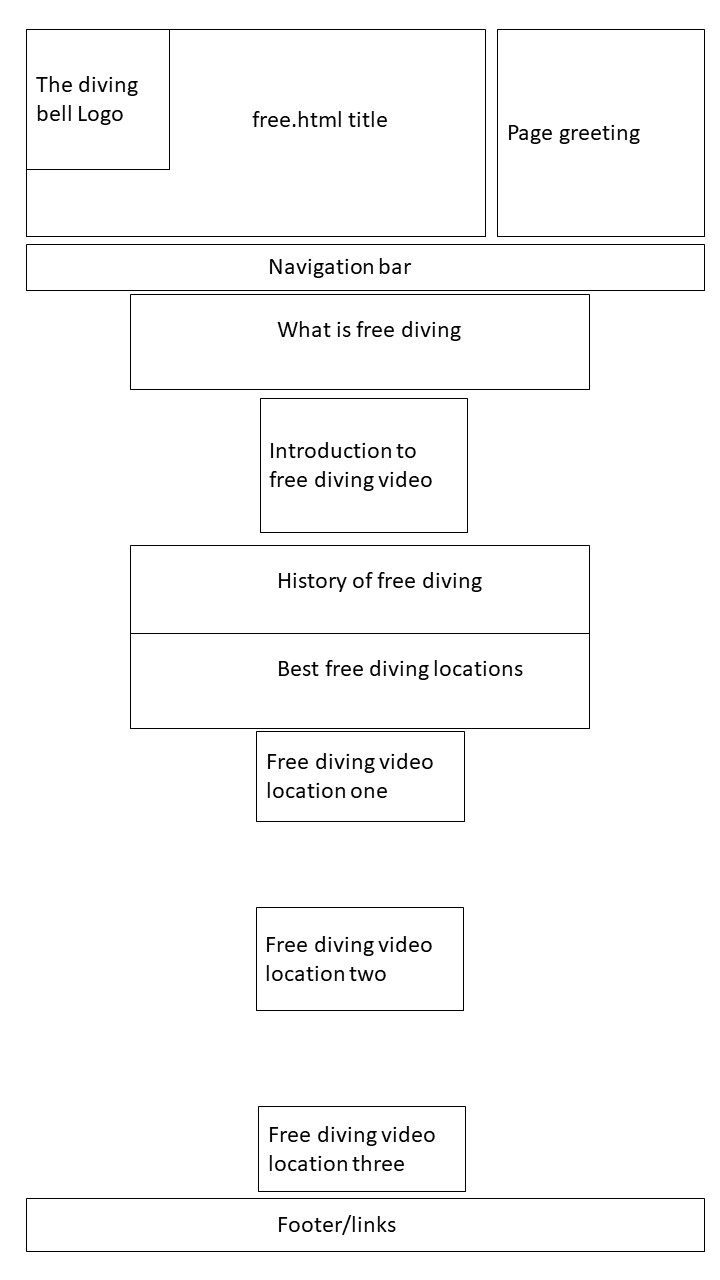 The diving
bell Logo
free.html title
Page greeting
Navigation bar
What is free diving
Introduction to
free diving video
History of free diving
Best free diving locations
Free diving video
location one
Free diving video
location two
Free diving video
location three
Footer/links